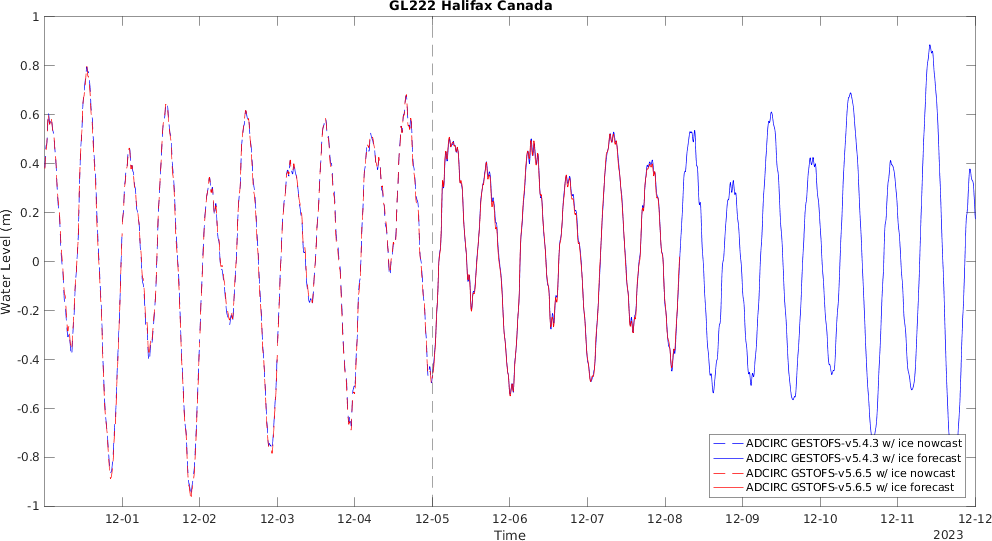 GL222 Halifax Canada
1
0.8
0.6
0.4
0.2
0
-0.2
-0.4
-0.6
-0.8
-1
Water Level (m)
12-01 12-02 12-03 12-04 12-05 12-06 12-07 12-08 12-09 12-10 12-11 12-12
Time
2023
ADCIRC GESTOFS-v5.4.3 w/ ice nowcast
ADCIRC GESTOFS-v5.4.3 w/ ice forecast
ADCIRC GSTOFS-v5.6.5 w/ ice nowcast
ADCIRC GSTOFS-v5.6.5 w/ ice forecast